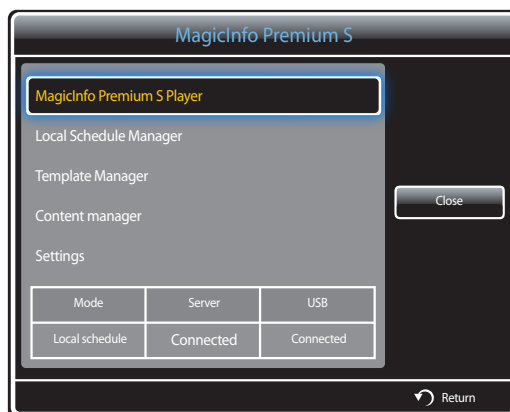 MagicInfo Premium S
MagicInfo Premium S Player
Local Schedule Manager
Template Manager
Content manager
Settings
Close
Mode Server USB
Local schedule Connected Connected
Return